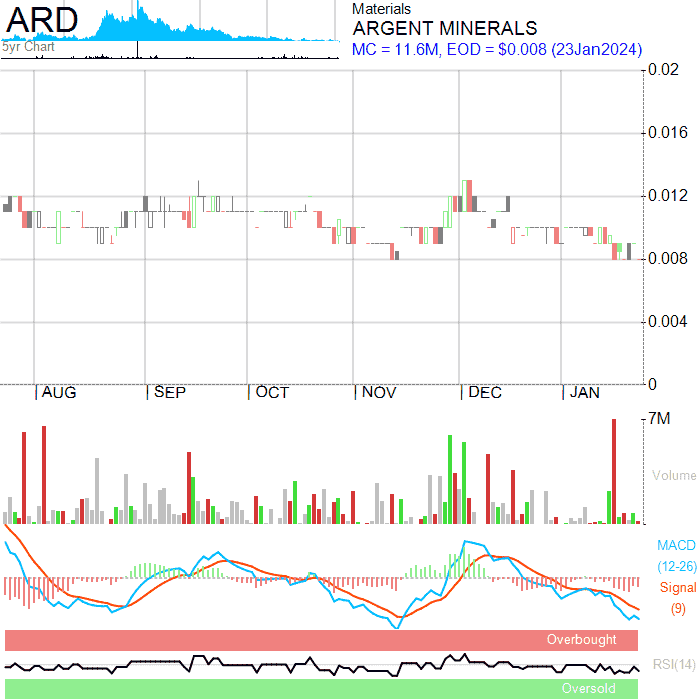 ARD
5yr Chart
Materials
ARGENT MINERALS
MC = 11.6M, EOD = $0.008 (23Jan2024)
0.02
0.016
0.012
0.008
0.004
0
AUG SEP OCT NOV DEC JAN
7M
Volume
MACD
(12-26)
Signal
(9)
Overbought
RSI(14)
Oversold